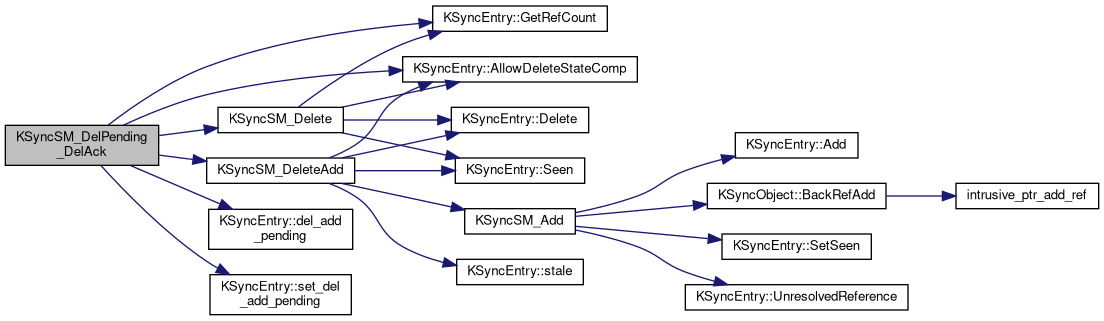 KSyncSM_DelPending
_DelAck
KSyncEntry::GetRefCount
KSyncEntry::AllowDeleteStateComp
KSyncSM_Delete
KSyncEntry::Delete
KSyncEntry::Seen
KSyncSM_DeleteAdd
KSyncEntry::del_add
_pending
KSyncEntry::set_del
_add_pending
KSyncSM_Add
KSyncEntry::stale
KSyncEntry::Add
KSyncObject::BackRefAdd
intrusive_ptr_add_ref
KSyncEntry::SetSeen
KSyncEntry::UnresolvedReference